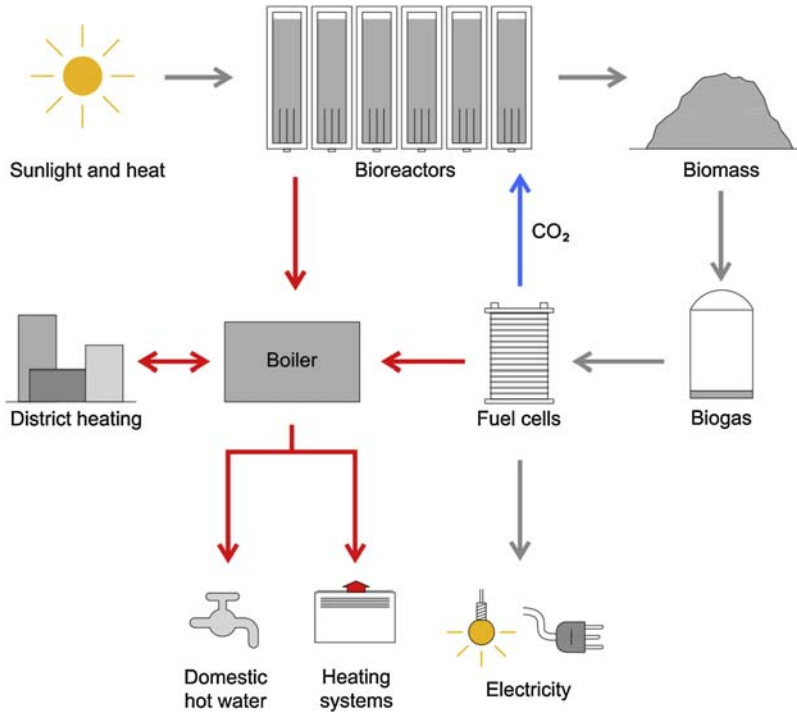 Sunlight and heat
Bioreactors
Biomass
CO₂
Boiler
District heating
Fuel cells
Biogas
Domestic
hot water
Heating
systems
Electricity